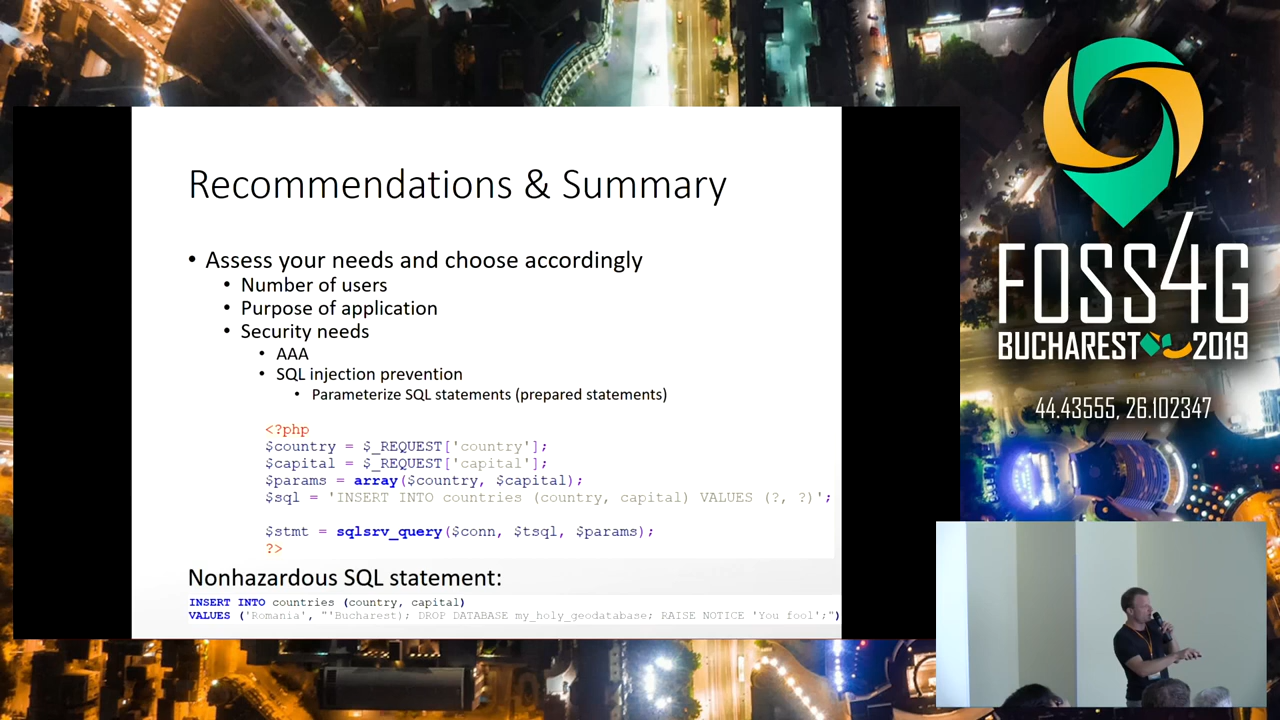 Recommendations & Summary
• Assess your needs and choose accordingly
• Number of users
• Purpose of application
• Security needs
• AAA
• SQL injection prevention
• Parameterize SQL statements (prepared statements)
<?php
$country = $_REQUEST['country'];
$capital = $_REQUEST['capital'];
$params = array($country, $capital);
$sql = 'INSERT INTO countries (country, capital) VALUES (?, ?)';
$stmt = sqlsrv_query($conn, $tsql, $params);
?>
Nonhazardous SQL statement:
INSERT INTO countries (country, capital)
VALUES ('Romania', "'Bucharest); DROP DATABASE my_holy_geodatabase; RAISE NOTICE 'You fool';")
FOSS4G
BUCHAREST 2019
44.43555, 26.102347